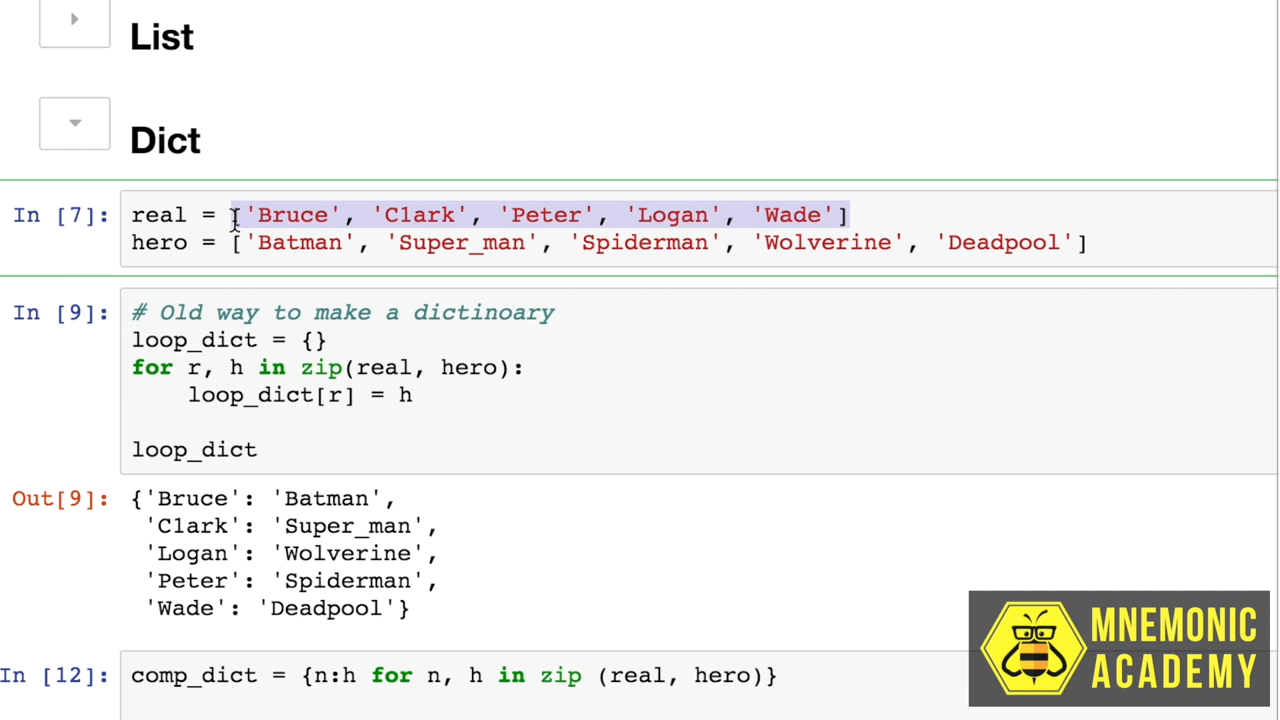 List
Dict
In [7]: real = ['Bruce', 'C1ark', 'Peter', 'Logan', 'Wade']
hero = ['Batman', 'Super_man', 'Spiderman', 'Wolverine', 'Deadpool']
In [9]: # Old way to make a dictinoary
loop_dict = {}
for r, h in zip(real, hero):
    loop_dict[r] = h
loop_dict
Out[9]: {'Bruce': 'Batman',
 'C1ark': 'Super_man',
 'Logan': 'Wolverine',
 'Peter': 'Spiderman',
 'Wade': 'Deadpool'}
In [12]: comp_dict = {n:h for n, h in zip (real, hero)}
MNEMONIC
ACADEMY